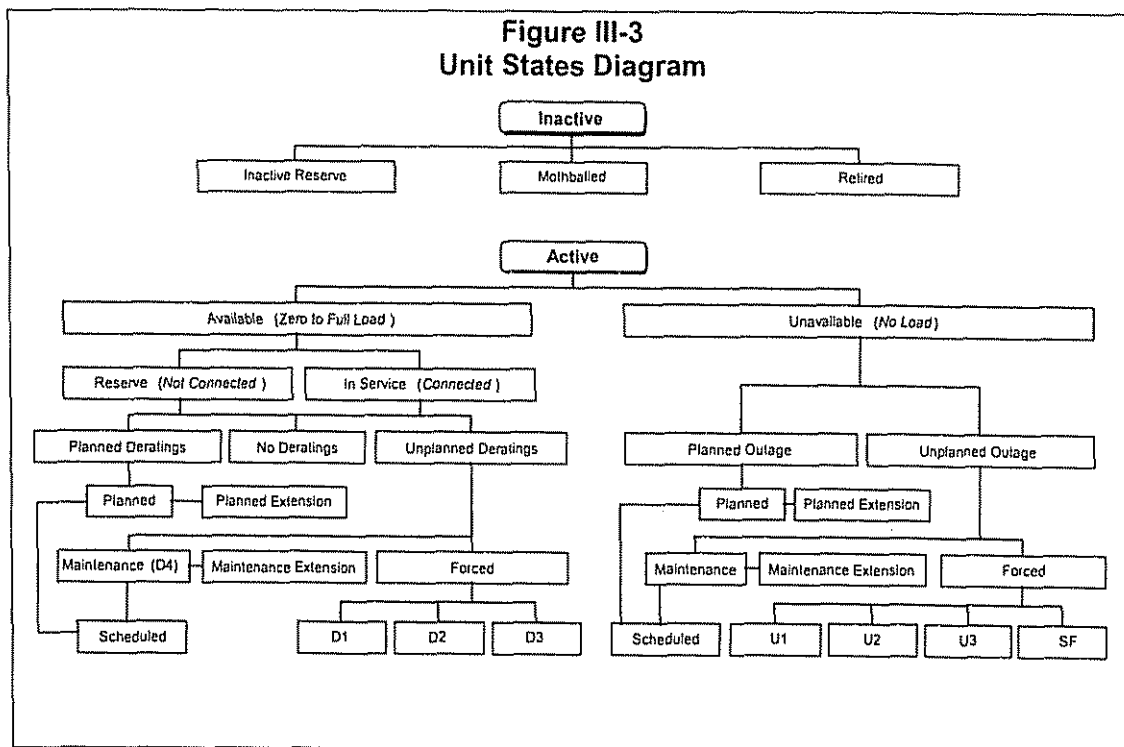 Figure III-3
Unit States Diagram
Inactive
Inactive Reserve
Mothballed
Retired
Active
Available (Zero to Full Load )
Unavailable (No Load )
Reserve (Not Connected )
In Service (Connected )
Planned Deratings
No Deratings
Unplanned Deratings
Planned Outage
Unplanned Outage
Planned
Planned Extension
Planned
Planned Extension
Maintenance (D4)
Maintenance Extension
Forced
Maintenance
Maintenance Extension
Forced
Scheduled
D1
D2
D3
Scheduled
U1
U2
U3
SF